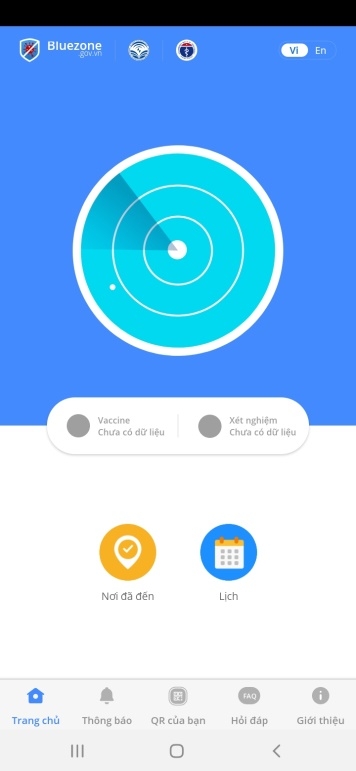 Bluezone
gov.vn
Vi
En
Vaccine
Chưa có dữ liệu
Xét nghiệm
Chưa có dữ liệu
Nơi đã đến
Lịch
FAQ
Trang chủ
Thông báo
QR của bạn
Hỏi đáp
Giới thiệu